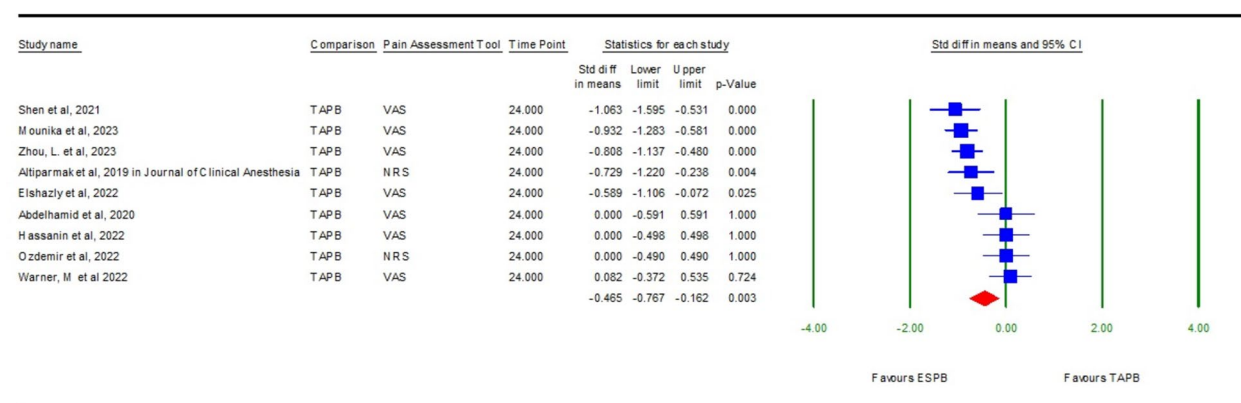 Study name Comparison Pain Assessment Tool Time Point Statistics for each study Std diff in means and 95% CI
Std diff in means Lower limit Upper limit p-Value
Shen et al, 2021 TAPB VAS 24.000 -1.063 -1.595 -0.531 0.000
Mounika et al, 2023 TAPB VAS 24.000 -0.932 -1.283 -0.581 0.000
Zhou, L. et al, 2023 TAPB VAS 24.000 -0.808 -1.137 -0.480 0.000
Altiparmak et al, 2019 in Journal of Clinical Anesthesia TAPB NRS 24.000 -0.729 -1.220 -0.238 0.004
Elshazly et al, 2022 TAPB VAS 24.000 -0.589 -1.106 -0.072 0.025
Abdelhamid et al, 2020 TAPB VAS 24.000 0.000 -0.591 0.591 1.000
Hassanin et al, 2022 TAPB VAS 24.000 0.000 -0.498 0.498 1.000
Ozdemir et al, 2022 TAPB NRS 24.000 0.000 -0.490 0.490 1.000
Warner, M et al 2022 TAPB VAS 24.000 0.082 -0.372 0.535 0.724
-0.465 -0.767 -0.162 0.003
-4.00 -2.00 0.00 2.00 4.00
Favours ESPB Favours TAPB